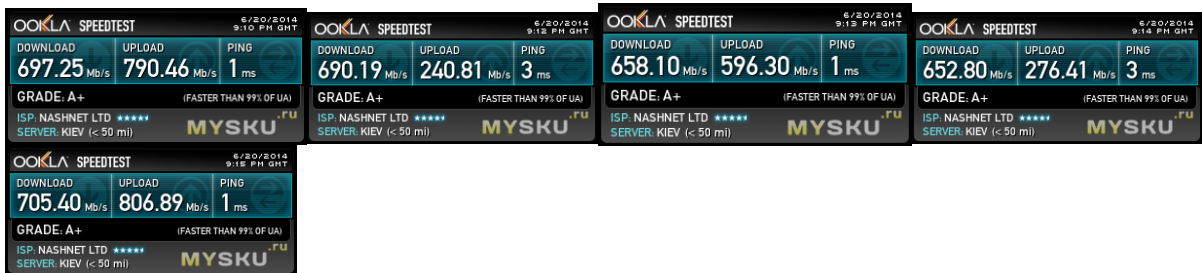 OOKLA SPEEDTEST 6/20/2014 9:10 PM GMT
DOWNLOAD UPLOAD PING
697.25 Mb/s 790.46 Mb/s 1 ms
GRADE: A+ (FASTER THAN 99% OF UA)
ISP: NASHNET LTD
SERVER: KIEV (< 50 mi)
MYSKU.ru
OOKLA SPEEDTEST 6/20/2014 9:12 PM GMT
DOWNLOAD UPLOAD PING
690.19 Mb/s 240.81 Mb/s 3 ms
GRADE: A+ (FASTER THAN 99% OF UA)
ISP: NASHNET LTD
SERVER: KIEV (< 50 mi)
MYSKU.ru
OOKLA SPEEDTEST 6/20/2014 9:13 PM GMT
DOWNLOAD UPLOAD PING
658.10 Mb/s 596.30 Mb/s 1 ms
GRADE: A+ (FASTER THAN 99% OF UA)
ISP: NASHNET LTD
SERVER: KIEV (< 50 mi)
MYSKU.ru
OOKLA SPEEDTEST 6/20/2014 9:14 PM GMT
DOWNLOAD UPLOAD PING
652.80 Mb/s 276.41 Mb/s 3 ms
GRADE: A+ (FASTER THAN 99% OF UA)
ISP: NASHNET LTD
SERVER: KIEV (< 50 mi)
MYSKU.ru
OOKLA SPEEDTEST 6/20/2014 9:15 PM GMT
DOWNLOAD UPLOAD PING
705.40 Mb/s 806.89 Mb/s 1 ms
GRADE: A+ (FASTER THAN 99% OF UA)
ISP: NASHNET LTD
SERVER: KIEV (< 50 mi)
MYSKU.ru